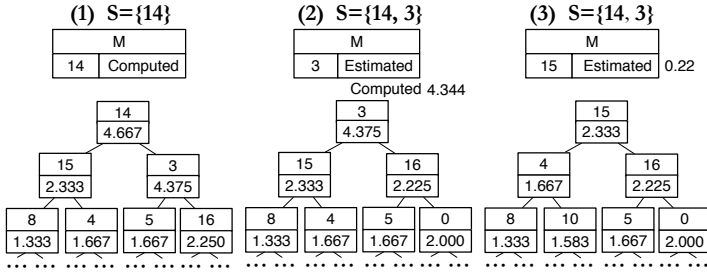 (1) S={14} (2) S={14, 3} (3) S={14, 3}
M M M
14 Computed 3 Estimated 15 Estimated 0.22
Computed 4.344
14 3 15
4.667 4.375 2.333
15 3 15 16 4 16
2.333 4.375 2.333 2.225 1.667 2.225
8 4 5 16 8 4 5 0 8 10 5 0
1.333 1.667 1.667 2.250 1.333 1.667 1.667 2.000 1.333 1.583 1.667 2.000
... ... ... ... ... ... ... ... ... ... ... ... ... ... ... ... ... ... ... ... ... ... ... ...